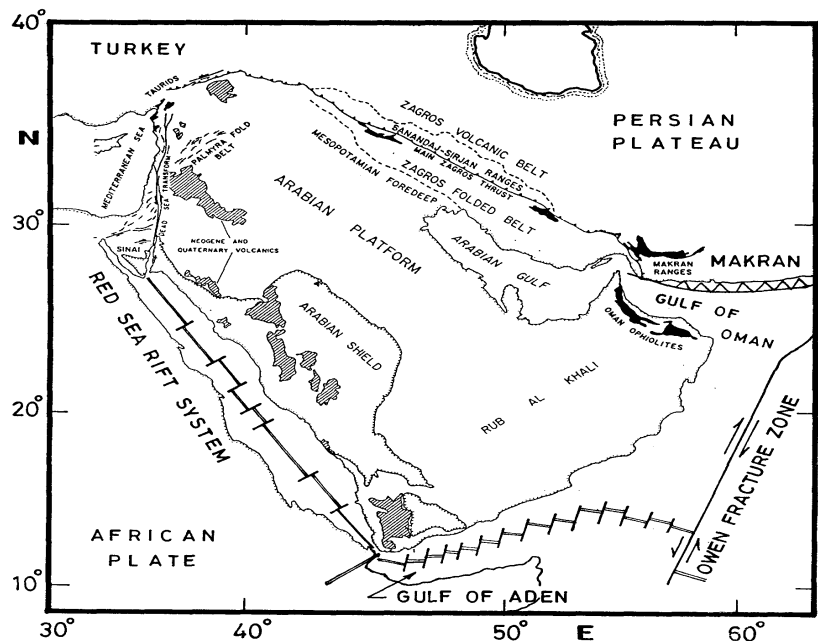 40°
TURKEY
TAURIDS
N
MEDITERRANEAN SEA
DEAD SEA TRANSFORM
PALMYRA FOLD
BELT
ZAGROS VOLCANIC BELT
SANANDAJ-SIRJAN RANGES
MAIN ZAGROS THRUST
ZAGROS FOLDED BELT
MESOPOTAMIAN FOREDEEP
PERSIAN
PLATEAU
30°
SINAI
NEOGENE AND
QUATERNARY VOLCANICS
ARABIAN
PLATFORM
ARABIAN
GULF
MAKRAN
RANGES
MAKRAN
GULF OF
OMAN
OMAN OPHIOLITES
ARABIAN SHIELD
RED SEA RIFT SYSTEM
RUB AL KHALI
20°
OWEN FRACTURE ZONE
AFRICAN
PLATE
10°
GULF OF ADEN
30°
40°
50°
E
60°